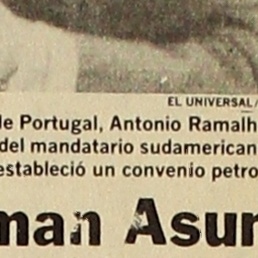 EL UNIVERSAL/
de Portugal, Antonio Ramalh
del mandatario sudamerican
estableció un convenio petro
man Asun